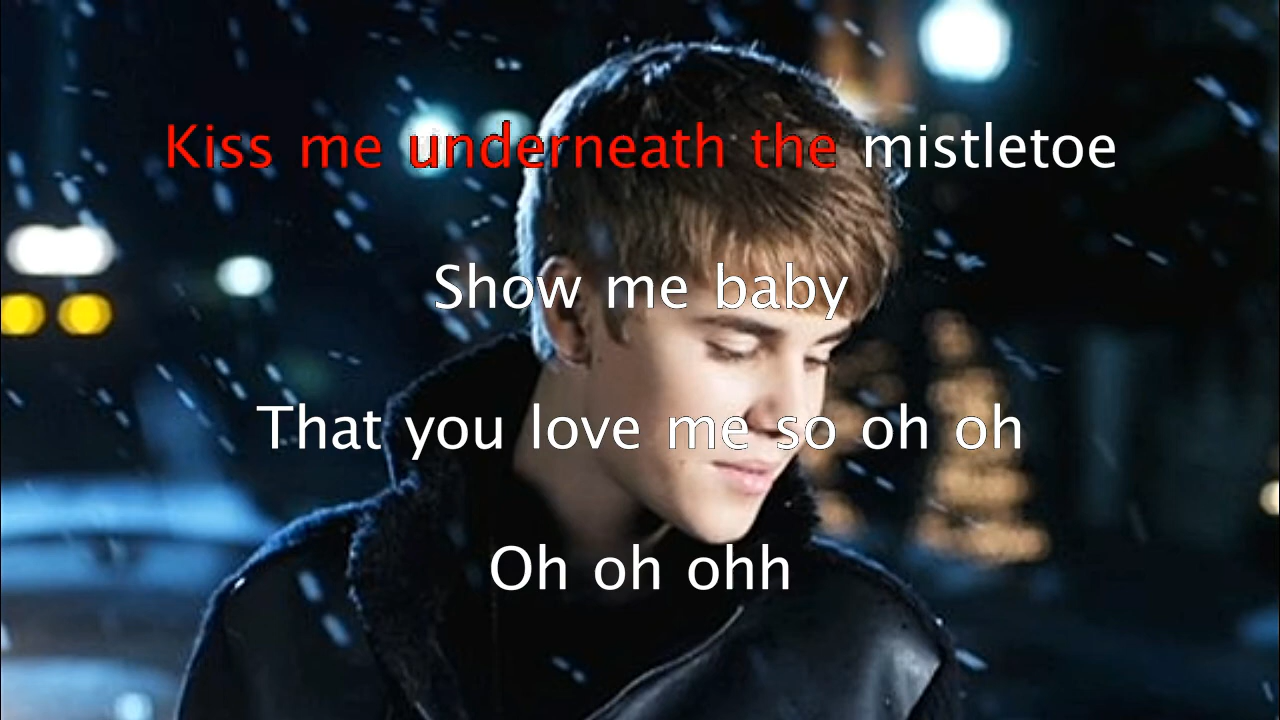 Kiss me underneath the mistletoe
Show me baby
That you love me so oh oh
Oh oh ohh